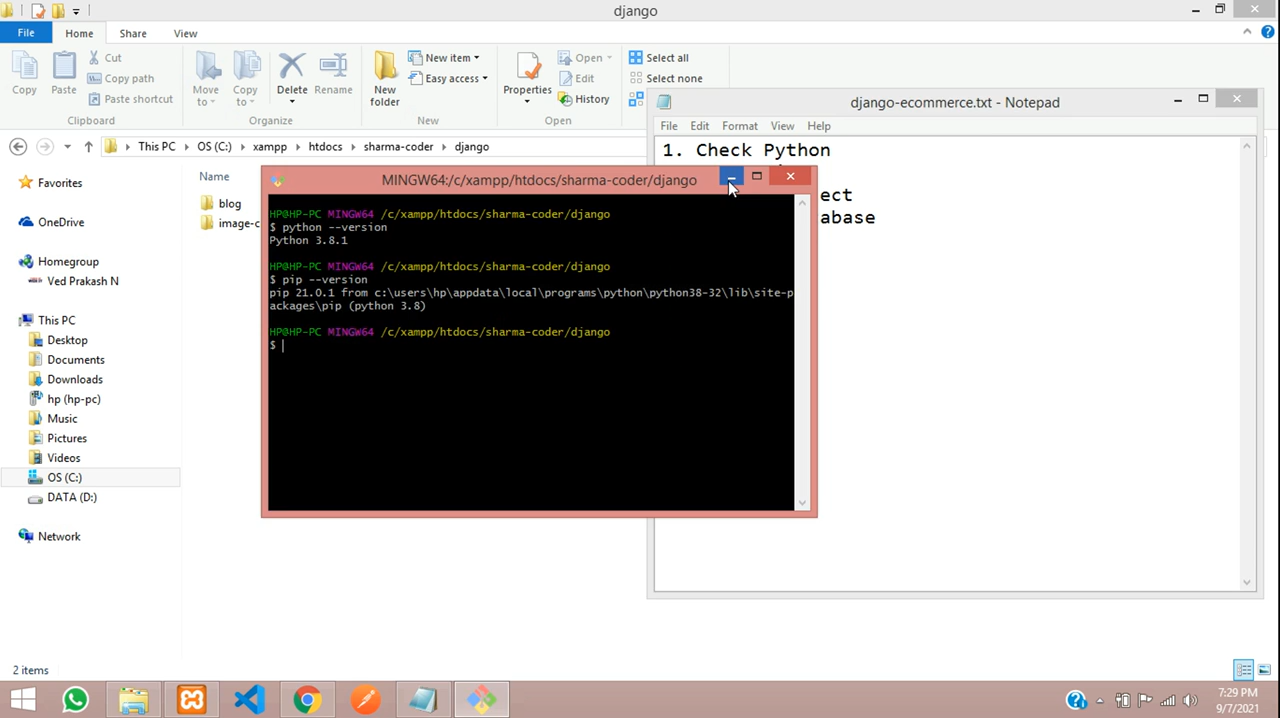 django
File
Home
Share
View
Copy
Paste
Cut
Copy path
Paste shortcut
Clipboard
Move to
Copy to
Delete
Rename
Organize
New folder
New item
Easy access
New
Properties
Open
Edit
History
Open
Select all
Select none
This PC
OS (C:)
xampp
htdocs
sharma-coder
django
Favorites
OneDrive
Homegroup
Ved Prakash N
This PC
Desktop
Documents
Downloads
hp (hp-pc)
Music
Pictures
Videos
OS (C:)
DATA (D:)
Network
Name
blog
image-c
django-ecommerce.txt - Notepad
File Edit Format View Help
1. Check Python
ect
abase
MINGW64:/c/xampp/htdocs/sharma-coder/django
HP@HP-PC MINGW64 /c/xampp/htdocs/sharma-coder/django
$ python --version
Python 3.8.1
HP@HP-PC MINGW64 /c/xampp/htdocs/sharma-coder/django
$ pip --version
pip 21.0.1 from c:\users\hp\appdata\local\programs\python\python38-32\lib\site-p
ackages\pip (python 3.8)
HP@HP-PC MINGW64 /c/xampp/htdocs/sharma-coder/django
$
2 items
7:29 PM
9/7/2021